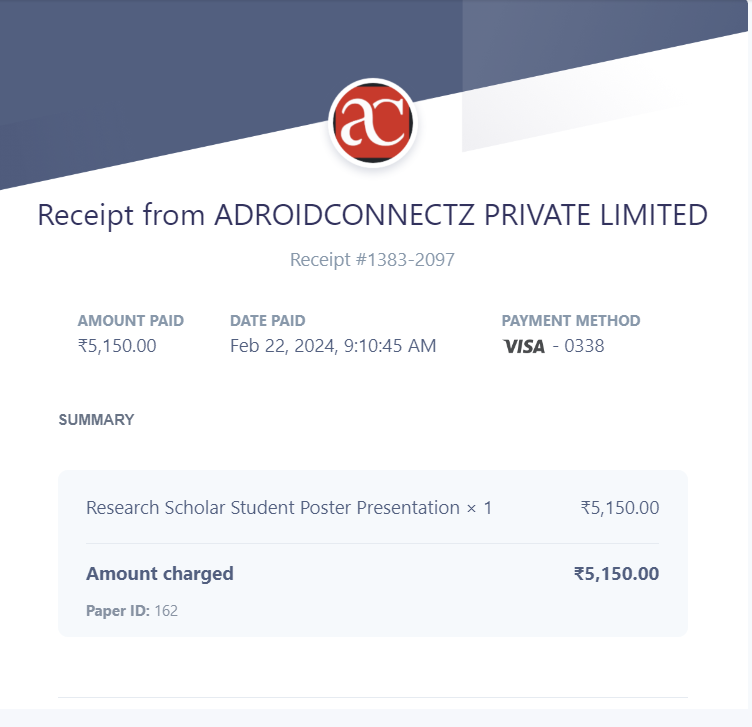 ac
Receipt from ADROIDCONNECTZ PRIVATE LIMITED
Receipt #1383-2097
AMOUNT PAID DATE PAID PAYMENT METHOD
₹5,150.00 Feb 22, 2024, 9:10:45 AM VISA - 0338
SUMMARY
Research Scholar Student Poster Presentation × 1 ₹5,150.00
Amount charged ₹5,150.00
Paper ID: 162